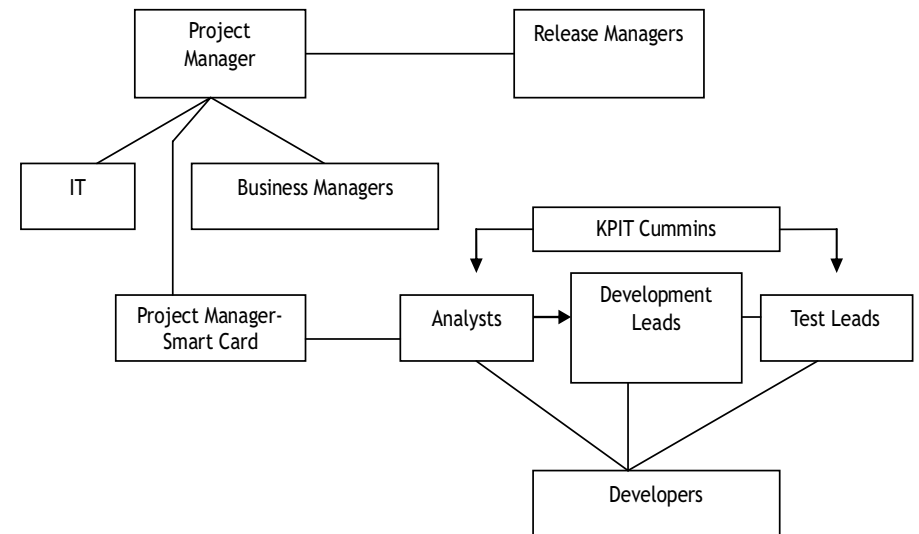 Project
Manager
Release Managers
IT
Business Managers
KPIT Cummins
Project Manager-
Smart Card
Analysts
Development
Leads
Test Leads
Developers